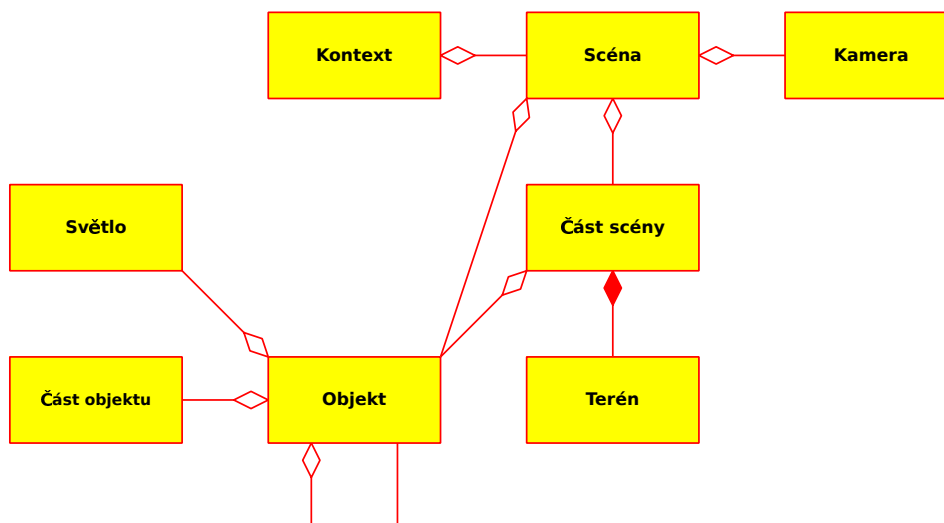 Kontext
Scéna
Kamera
Světlo
Část scény
Část objektu
Objekt
Terén